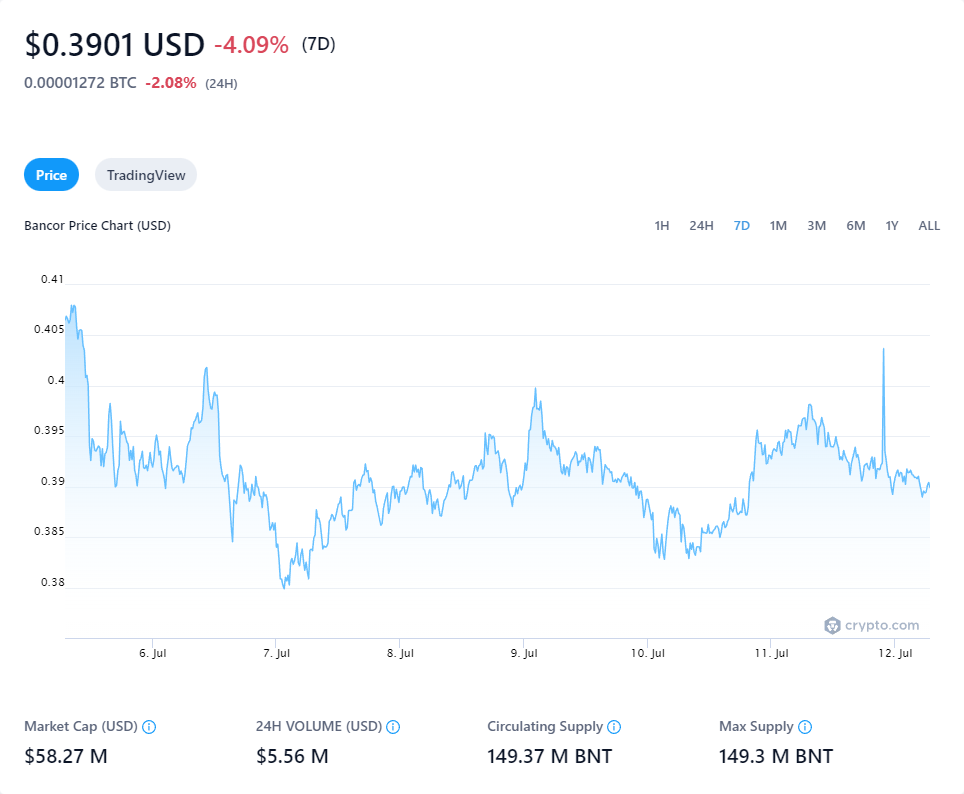 $0.3901 USD -4.09% (7D)
0.00001272 BTC -2.08% (24H)
Price TradingView
Bancor Price Chart (USD) 1H 24H 7D 1M 3M 6M 1Y ALL
0.41
0.405
0.4
0.395
0.39
0.385
0.38
crypto.com
6. Jul 7. Jul 8. Jul 9. Jul 10. Jul 11. Jul 12. Jul
Market Cap (USD) 24H VOLUME (USD) Circulating Supply Max Supply
$58.27 M $5.56 M 149.37 M BNT 149.3 M BNT